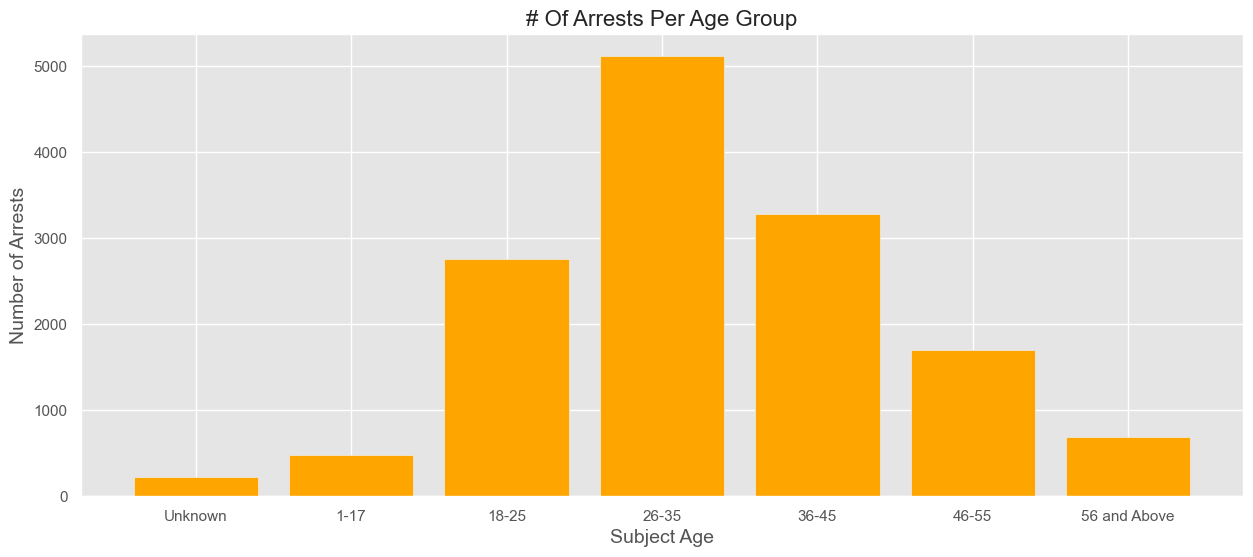 # Of Arrests Per Age Group
Number of Arrests
5000
4000
3000
2000
1000
0
Unknown 1-17 18-25 26-35 36-45 46-55 56 and Above
Subject Age